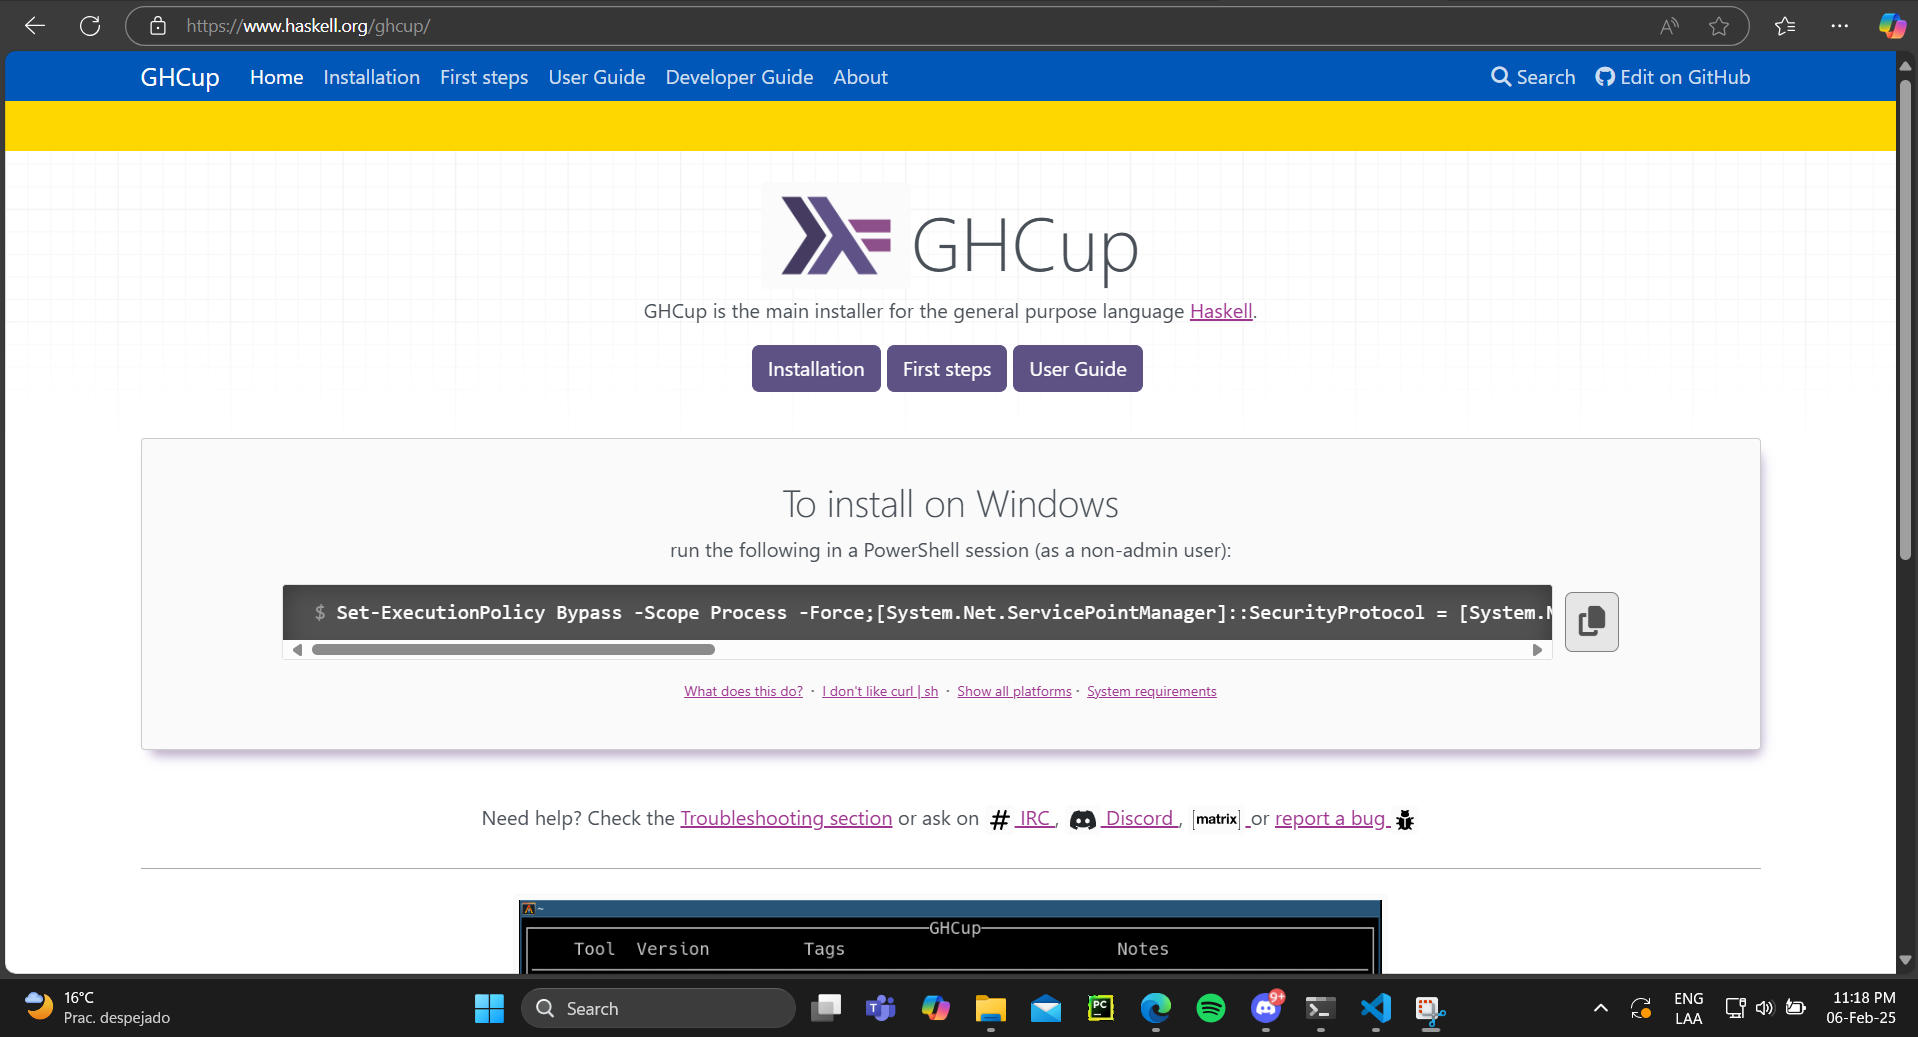 https://www.haskell.org/ghcup/
GHCup Home Installation First steps User Guide Developer Guide About Search Edit on GitHub
GHCup
GHCup is the main installer for the general purpose language Haskell.
Installation First steps User Guide
To install on Windows
run the following in a PowerShell session (as a non-admin user):
$ Set-ExecutionPolicy Bypass -Scope Process -Force;[System.Net.ServicePointManager]::SecurityProtocol = [System.N
What does this do? · I don't like curl | sh · Show all platforms · System requirements
Need help? Check the Troubleshooting section or ask on # IRC , Discord , [matrix] or report a bug
~
GHCup
Tool Version Tags Notes
16°C
Prac. despejado
Search
T
PC
9+
ENG
LAA
11:18 PM
06-Feb-25